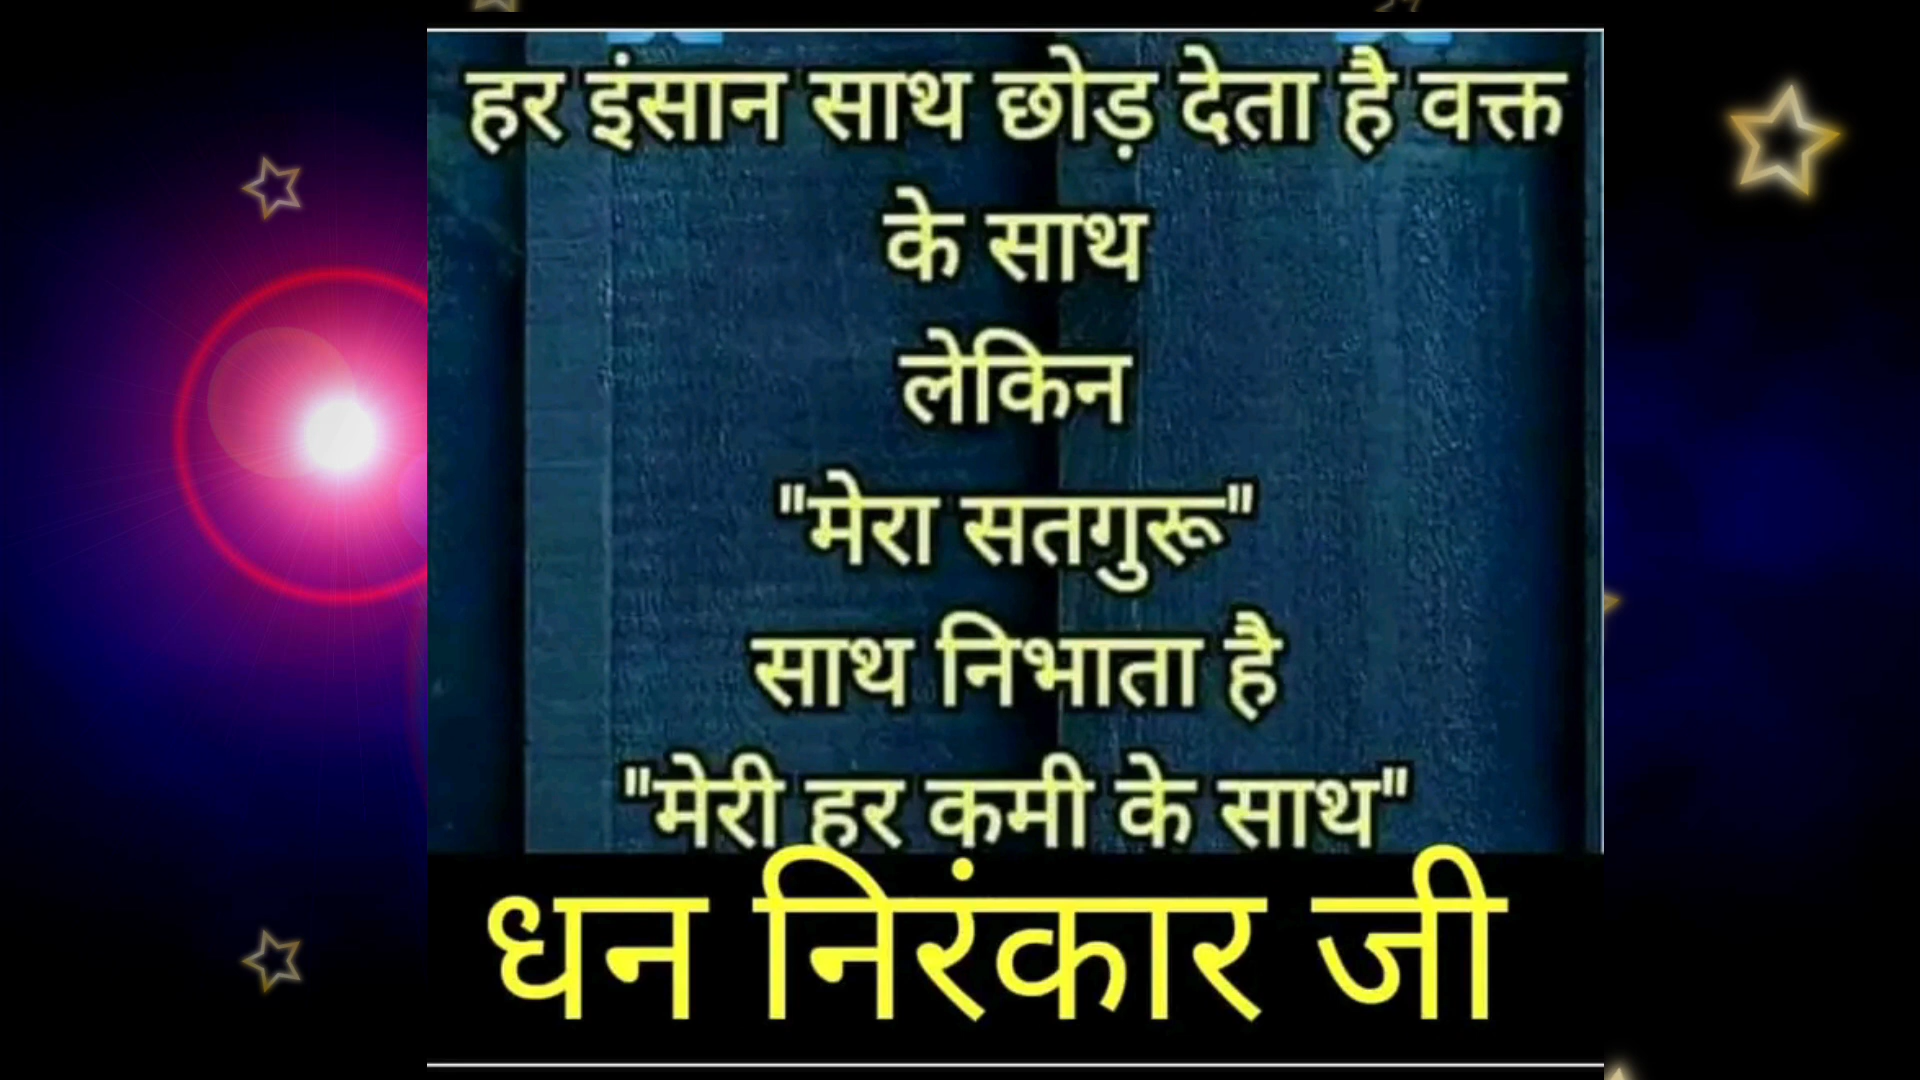 हर इंसान साथ छोड़ देता है वक्त
के साथ
लेकिन
"मेरा सतगुरू"
साथ निभाता है
"मेरी हर कमी के साथ"
धन निरंकार जी